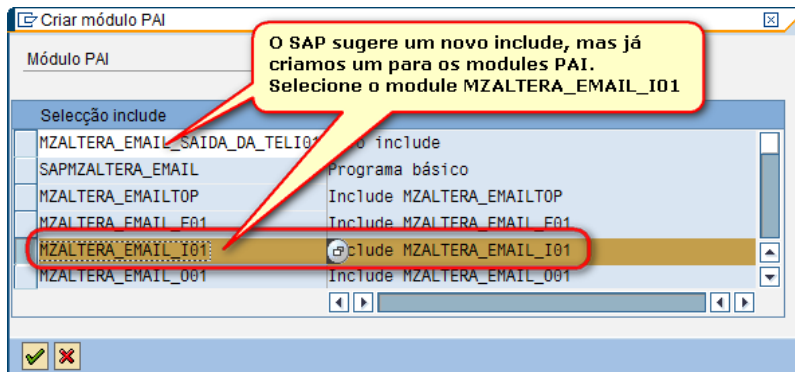 Criar módulo PAI
O SAP sugere um novo include, mas já
criamos um para os modules PAI.
Selecione o module MZALTERA_EMAIL_I01
Módulo PAI
Selecção include
MZALTERA_EMAIL_SAIDA_DA_TELI01 include
SAPMZALTERA_EMAIL Programa básico
MZALTERA_EMAILTOP Include MZALTERA_EMAILTOP
MZALTERA_EMAIL_F01 Include MZALTERA_EMAIL_F01
MZALTERA_EMAIL_I01 clude MZALTERA_EMAIL_I01
MZALTERA_EMAIL_O01 Include MZALTERA_EMAIL_O01